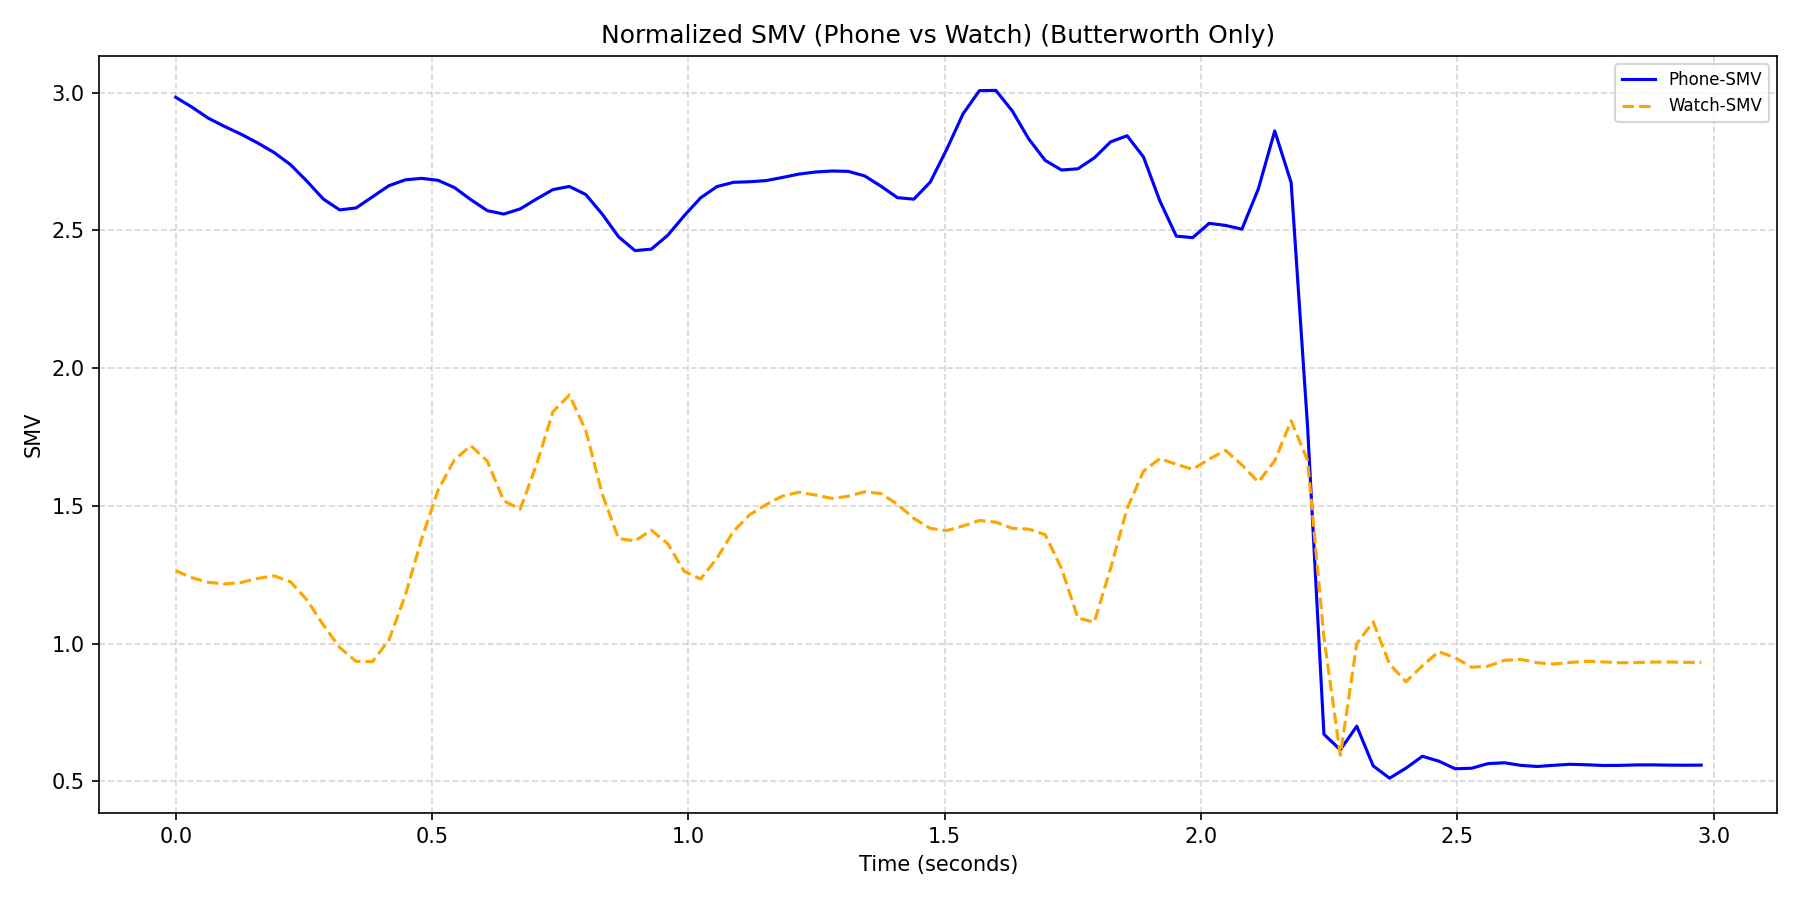 Normalized SMV (Phone vs Watch) (Butterworth Only)
Phone-SMV
Watch-SMV
SMV
3.0
2.5
2.0
1.5
1.0
0.5
0.0 0.5 1.0 1.5 2.0 2.5 3.0
Time (seconds)